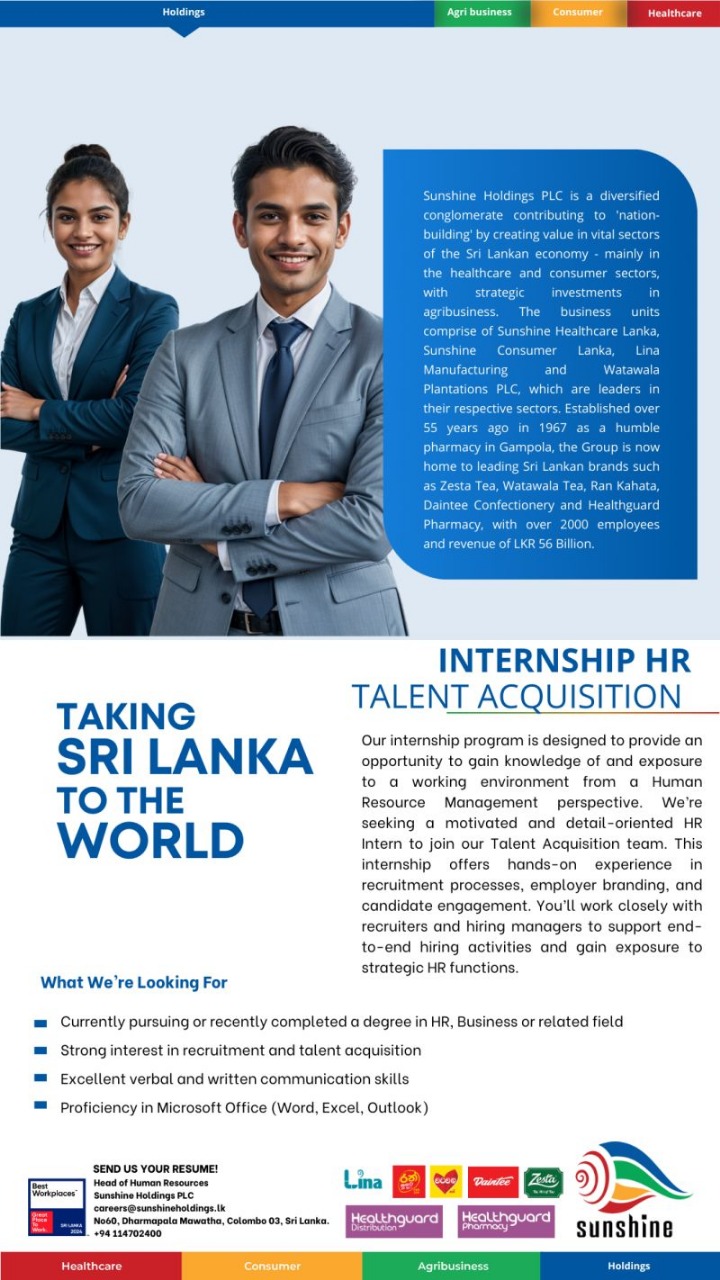 Holdings
Agri business
Consumer
Healthcare
Sunshine Holdings PLC is a diversified
conglomerate contributing to 'nation-
building' by creating value in vital sectors
of the Sri Lankan economy - mainly in
the healthcare and consumer sectors,
with strategic investments in
agribusiness. The business units
comprise of Sunshine Healthcare Lanka,
Sunshine Consumer Lanka, Lina
Manufacturing and Watawala
Plantations PLC, which are leaders in
their respective sectors. Established over
55 years ago in 1967 as a humble
pharmacy in Gampola, the Group is now
home to leading Sri Lankan brands such
as Zesta Tea, Watawala Tea, Ran Kahata,
Daintee Confectionery and Healthguard
Pharmacy, with over 2000 employees
and revenue of LKR 56 Billion.
INTERNSHIP HR
TALENT ACQUISITION
TAKING
SRI LANKA
TO THE
WORLD
Our internship program is designed to provide an
opportunity to gain knowledge of and exposure
to a working environment from a Human
Resource Management perspective. We're
seeking a motivated and detail-oriented HR
Intern to join our Talent Acquisition team. This
internship offers hands-on experience in
recruitment processes, employer branding, and
candidate engagement. You'll work closely with
recruiters and hiring managers to support end-
to-end hiring activities and gain exposure to
strategic HR functions.
What We're Looking For
Currently pursuing or recently completed a degree in HR, Business or related field
Strong interest in recruitment and talent acquisition
Excellent verbal and written communication skills
Proficiency in Microsoft Office (Word, Excel, Outlook)
Best
Workplaces™
Great
Place
To
Work.
SRI LANKA
2024
SEND US YOUR RESUME!
Head of Human Resources
Sunshine Holdings PLC
careers@sunshineholdings.lk
No60, Dharmapala Mawatha, Colombo 03, Sri Lanka.
+94 114702400
Lina
Daintee
Zesta
Healthguard
Distribution
Healthguard
Pharmacy
sunshine
Healthcare
Consumer
Agribusiness
Holdings